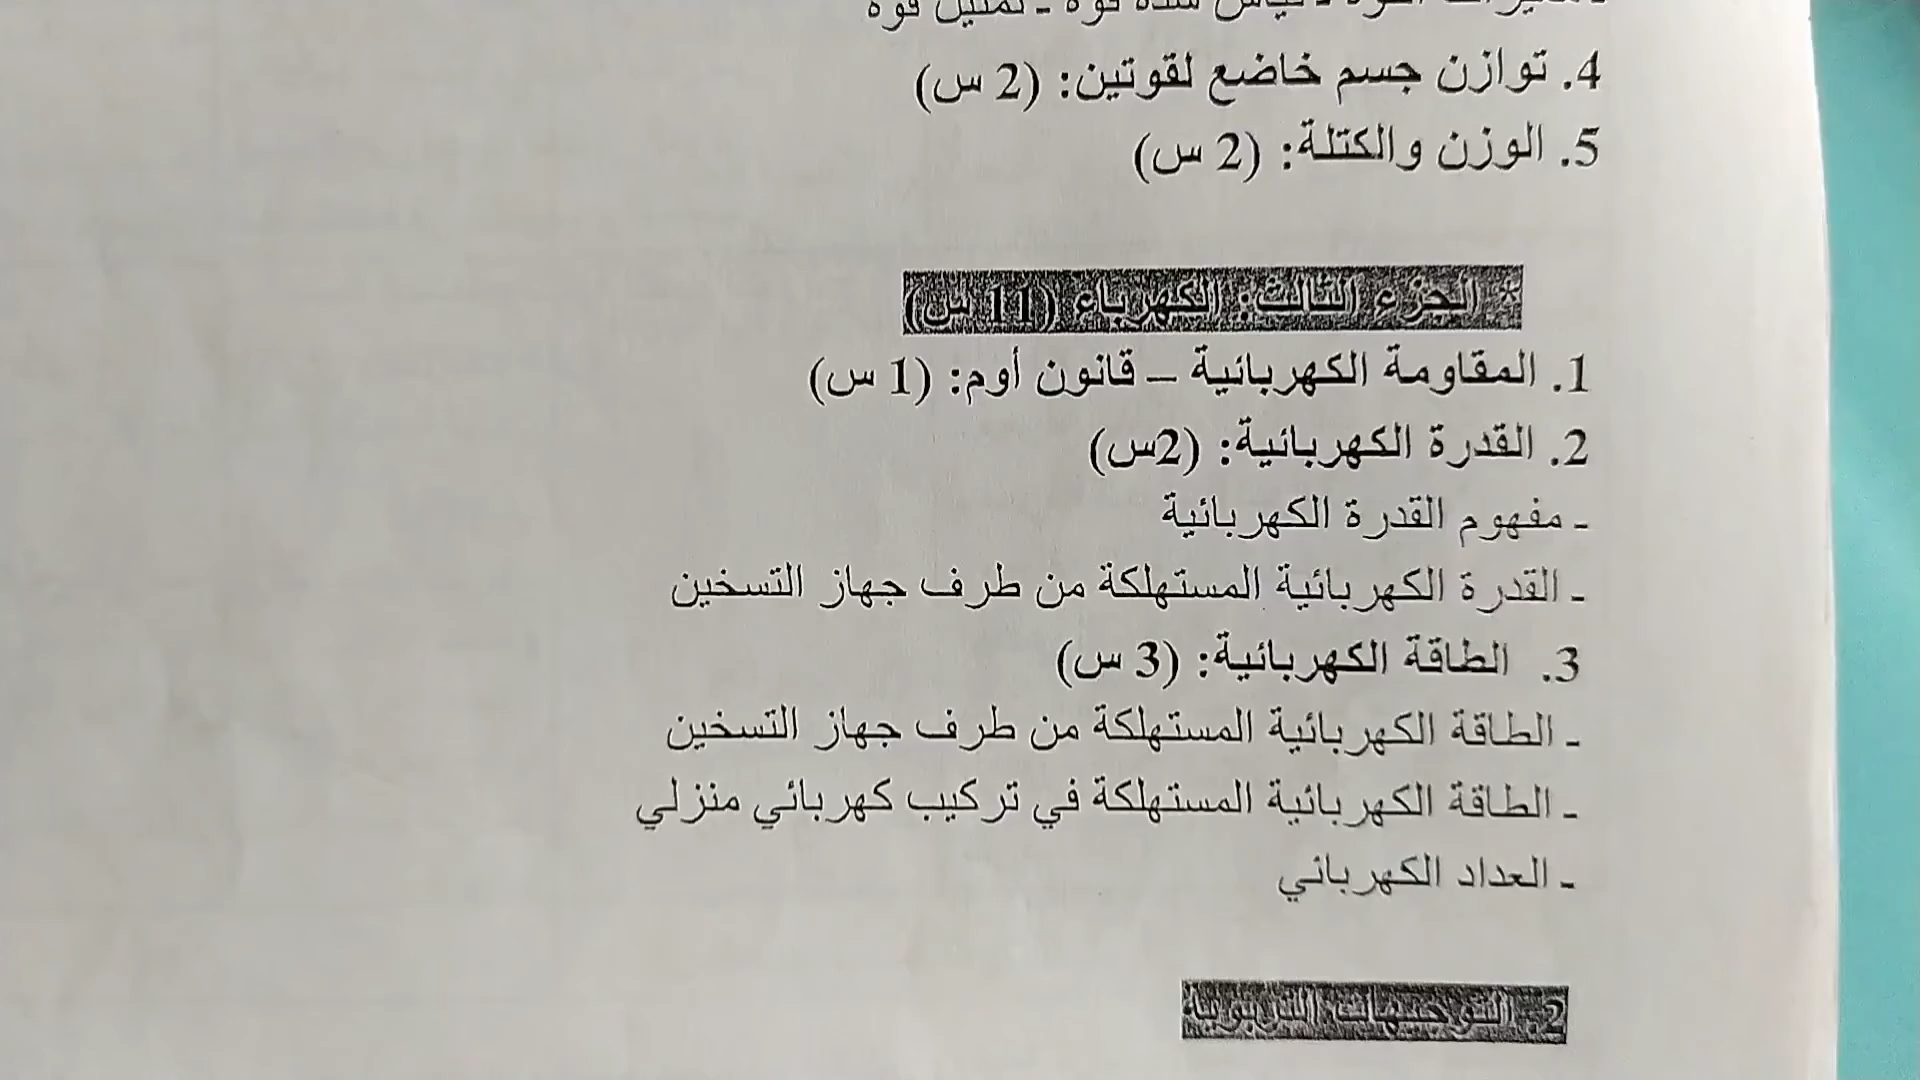 قوة ـ تمثيل قوة
4. توازن جسم خاضع لقوتين: (2 س)
5. الوزن والكتلة: (2 س)
* الجزء الثالث: الكهرباء (11 س)
1. المقاومة الكهربائية – قانون أوم: (1 س)
2. القدرة الكهربائية: (2س)
ـ مفهوم القدرة الكهربائية
ـ القدرة الكهربائية المستهلكة من طرف جهاز التسخين
3. الطاقة الكهربائية: (3 س)
ـ الطاقة الكهربائية المستهلكة من طرف جهاز التسخين
ـ الطاقة الكهربائية المستهلكة في تركيب كهربائي منزلي
ـ العداد الكهربائي
2. التوجيهات التربوية